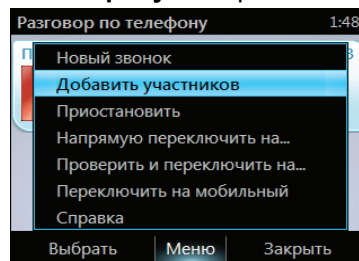 Разговор по телефону 1:48
Новый звонок
Добавить участников
Приостановить
Напрямую переключить на...
Проверить и переключить на...
Переключить на мобильный
Справка
Выбрать Меню Закрыть